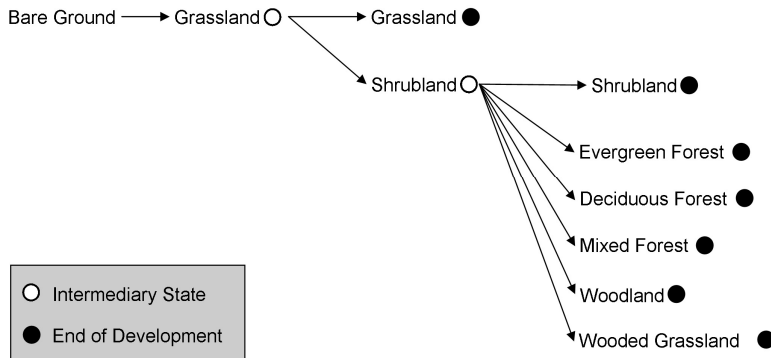 Bare Ground
Grassland
Grassland
Shrubland
Shrubland
Evergreen Forest
Deciduous Forest
Mixed Forest
Woodland
Wooded Grassland
Intermediary State
End of Development